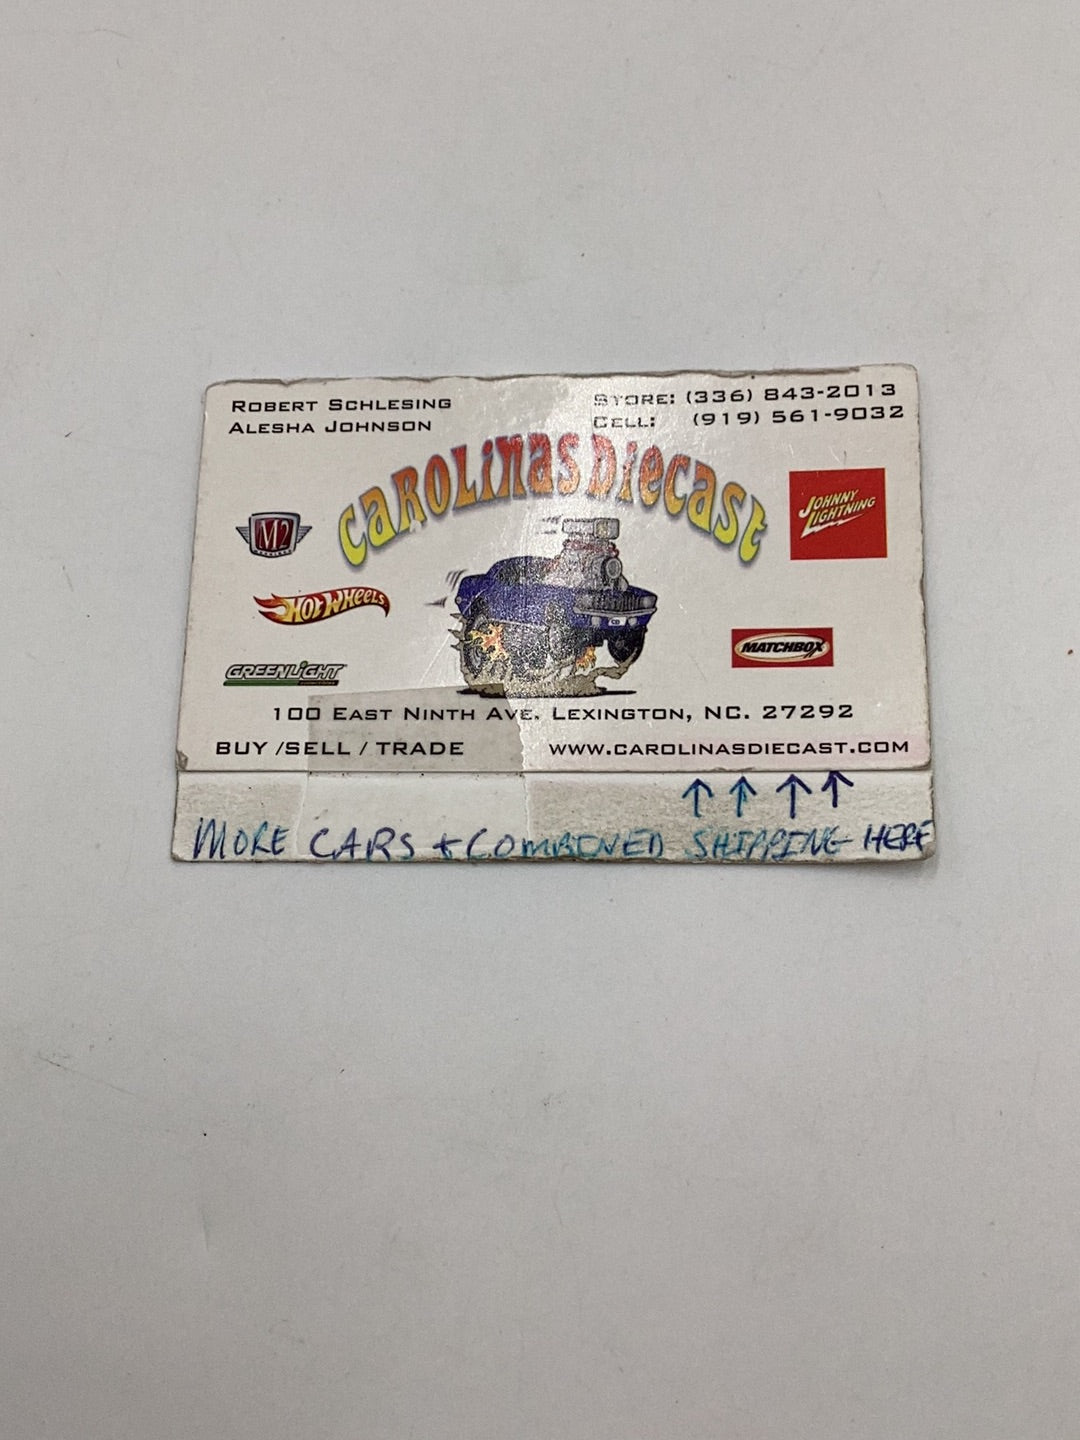 ROBERT SCHLESING
ALESHA JOHNSON
STORE: (336) 843-2013
CELL: (919) 561-9032
CAROLINAS DIECAST
M2
JOHNNY LIGHTNING
HOT WHEELS
MATCHBOX
GREENLIGHT
100 EAST NINTH AVE. LEXINGTON, NC. 27292
BUY /SELL / TRADE
WWW.CAROLINASDIECAST.COM
MORE CARS + COMBINED SHIPPING HERE